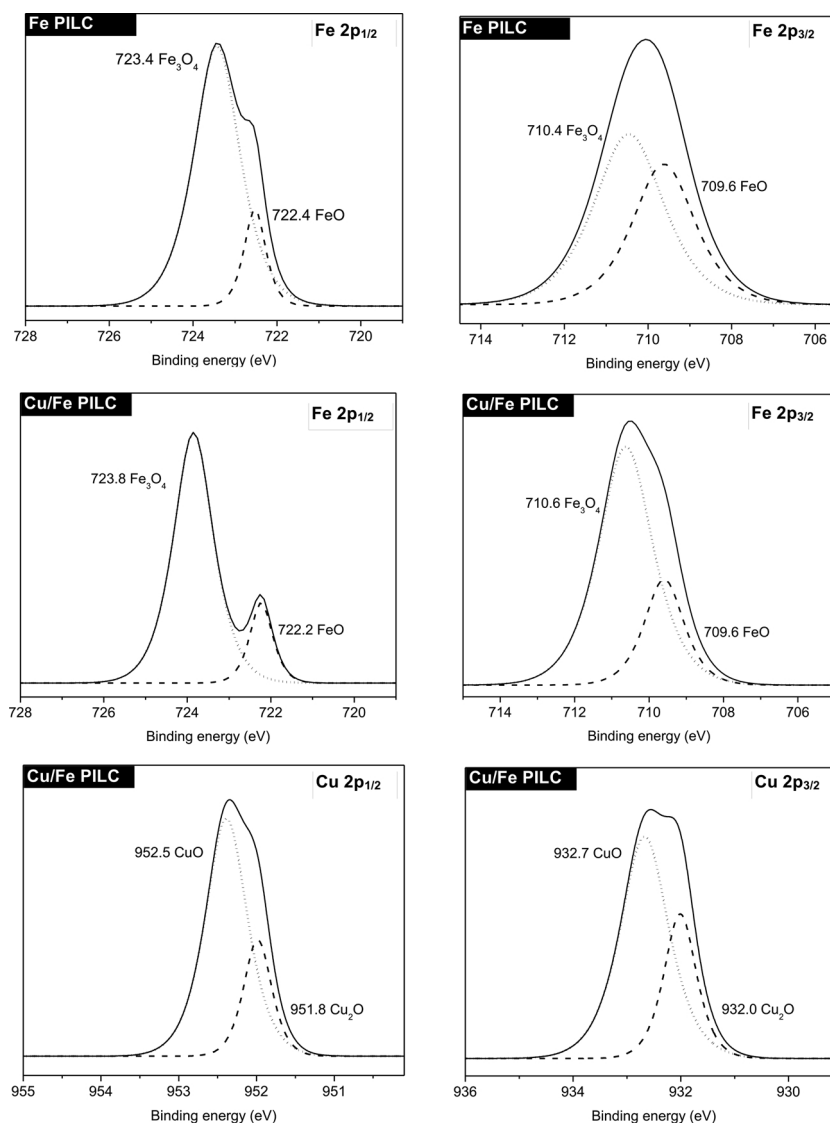 Fe PILC
Fe 2p1/2
723.4 Fe3O4
722.4 FeO
728 726 724 722 720
Binding energy (eV)
Fe PILC
Fe 2p3/2
710.4 Fe3O4
709.6 FeO
714 712 710 708 706
Binding energy (eV)
Cu/Fe PILC
Fe 2p1/2
723.8 Fe3O4
722.2 FeO
728 726 724 722 720
Binding energy (eV)
Cu/Fe PILC
Fe 2p3/2
710.6 Fe3O4
709.6 FeO
714 712 710 708 706
Binding energy (eV)
Cu/Fe PILC
Cu 2p1/2
952.5 CuO
951.8 Cu2O
955 954 953 952 951
Binding energy (eV)
Cu/Fe PILC
Cu 2p3/2
932.7 CuO
932.0 Cu2O
936 934 932 930
Binding energy (eV)